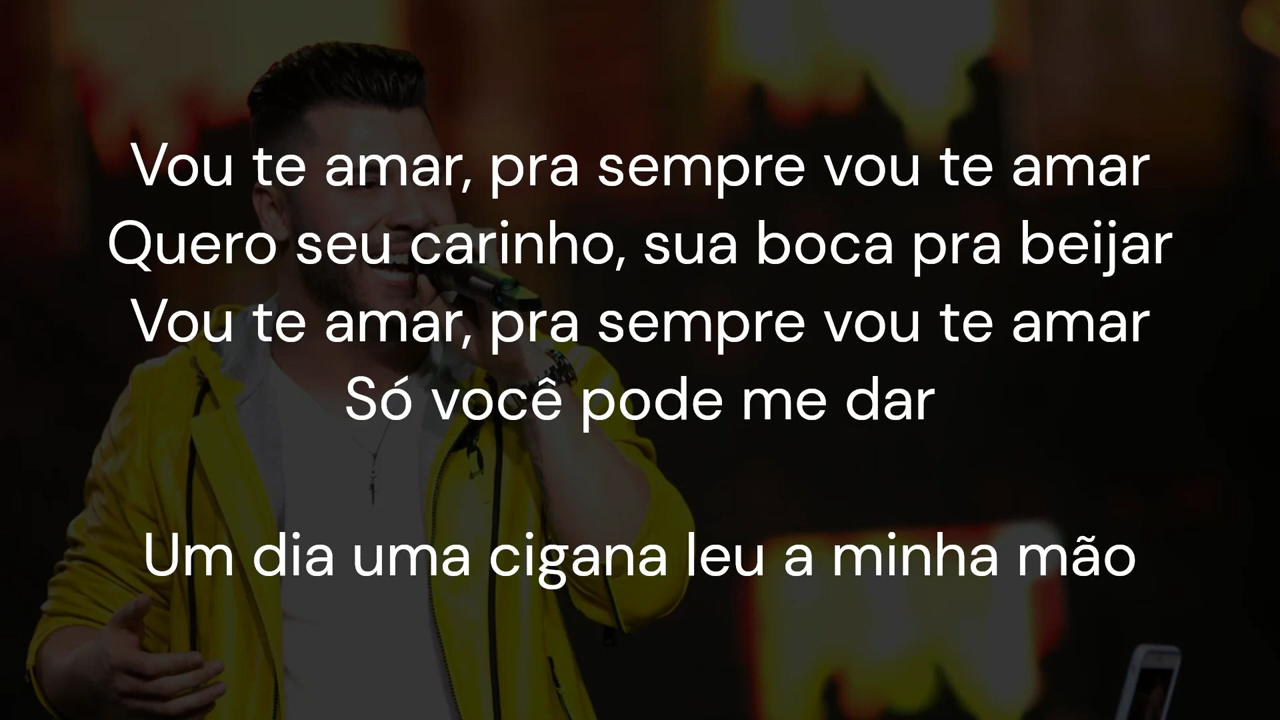 Vou te amar, pra sempre vou te amar
Quero seu carinho, sua boca pra beijar
Vou te amar, pra sempre vou te amar
Só você pode me dar
Um dia uma cigana leu a minha mão